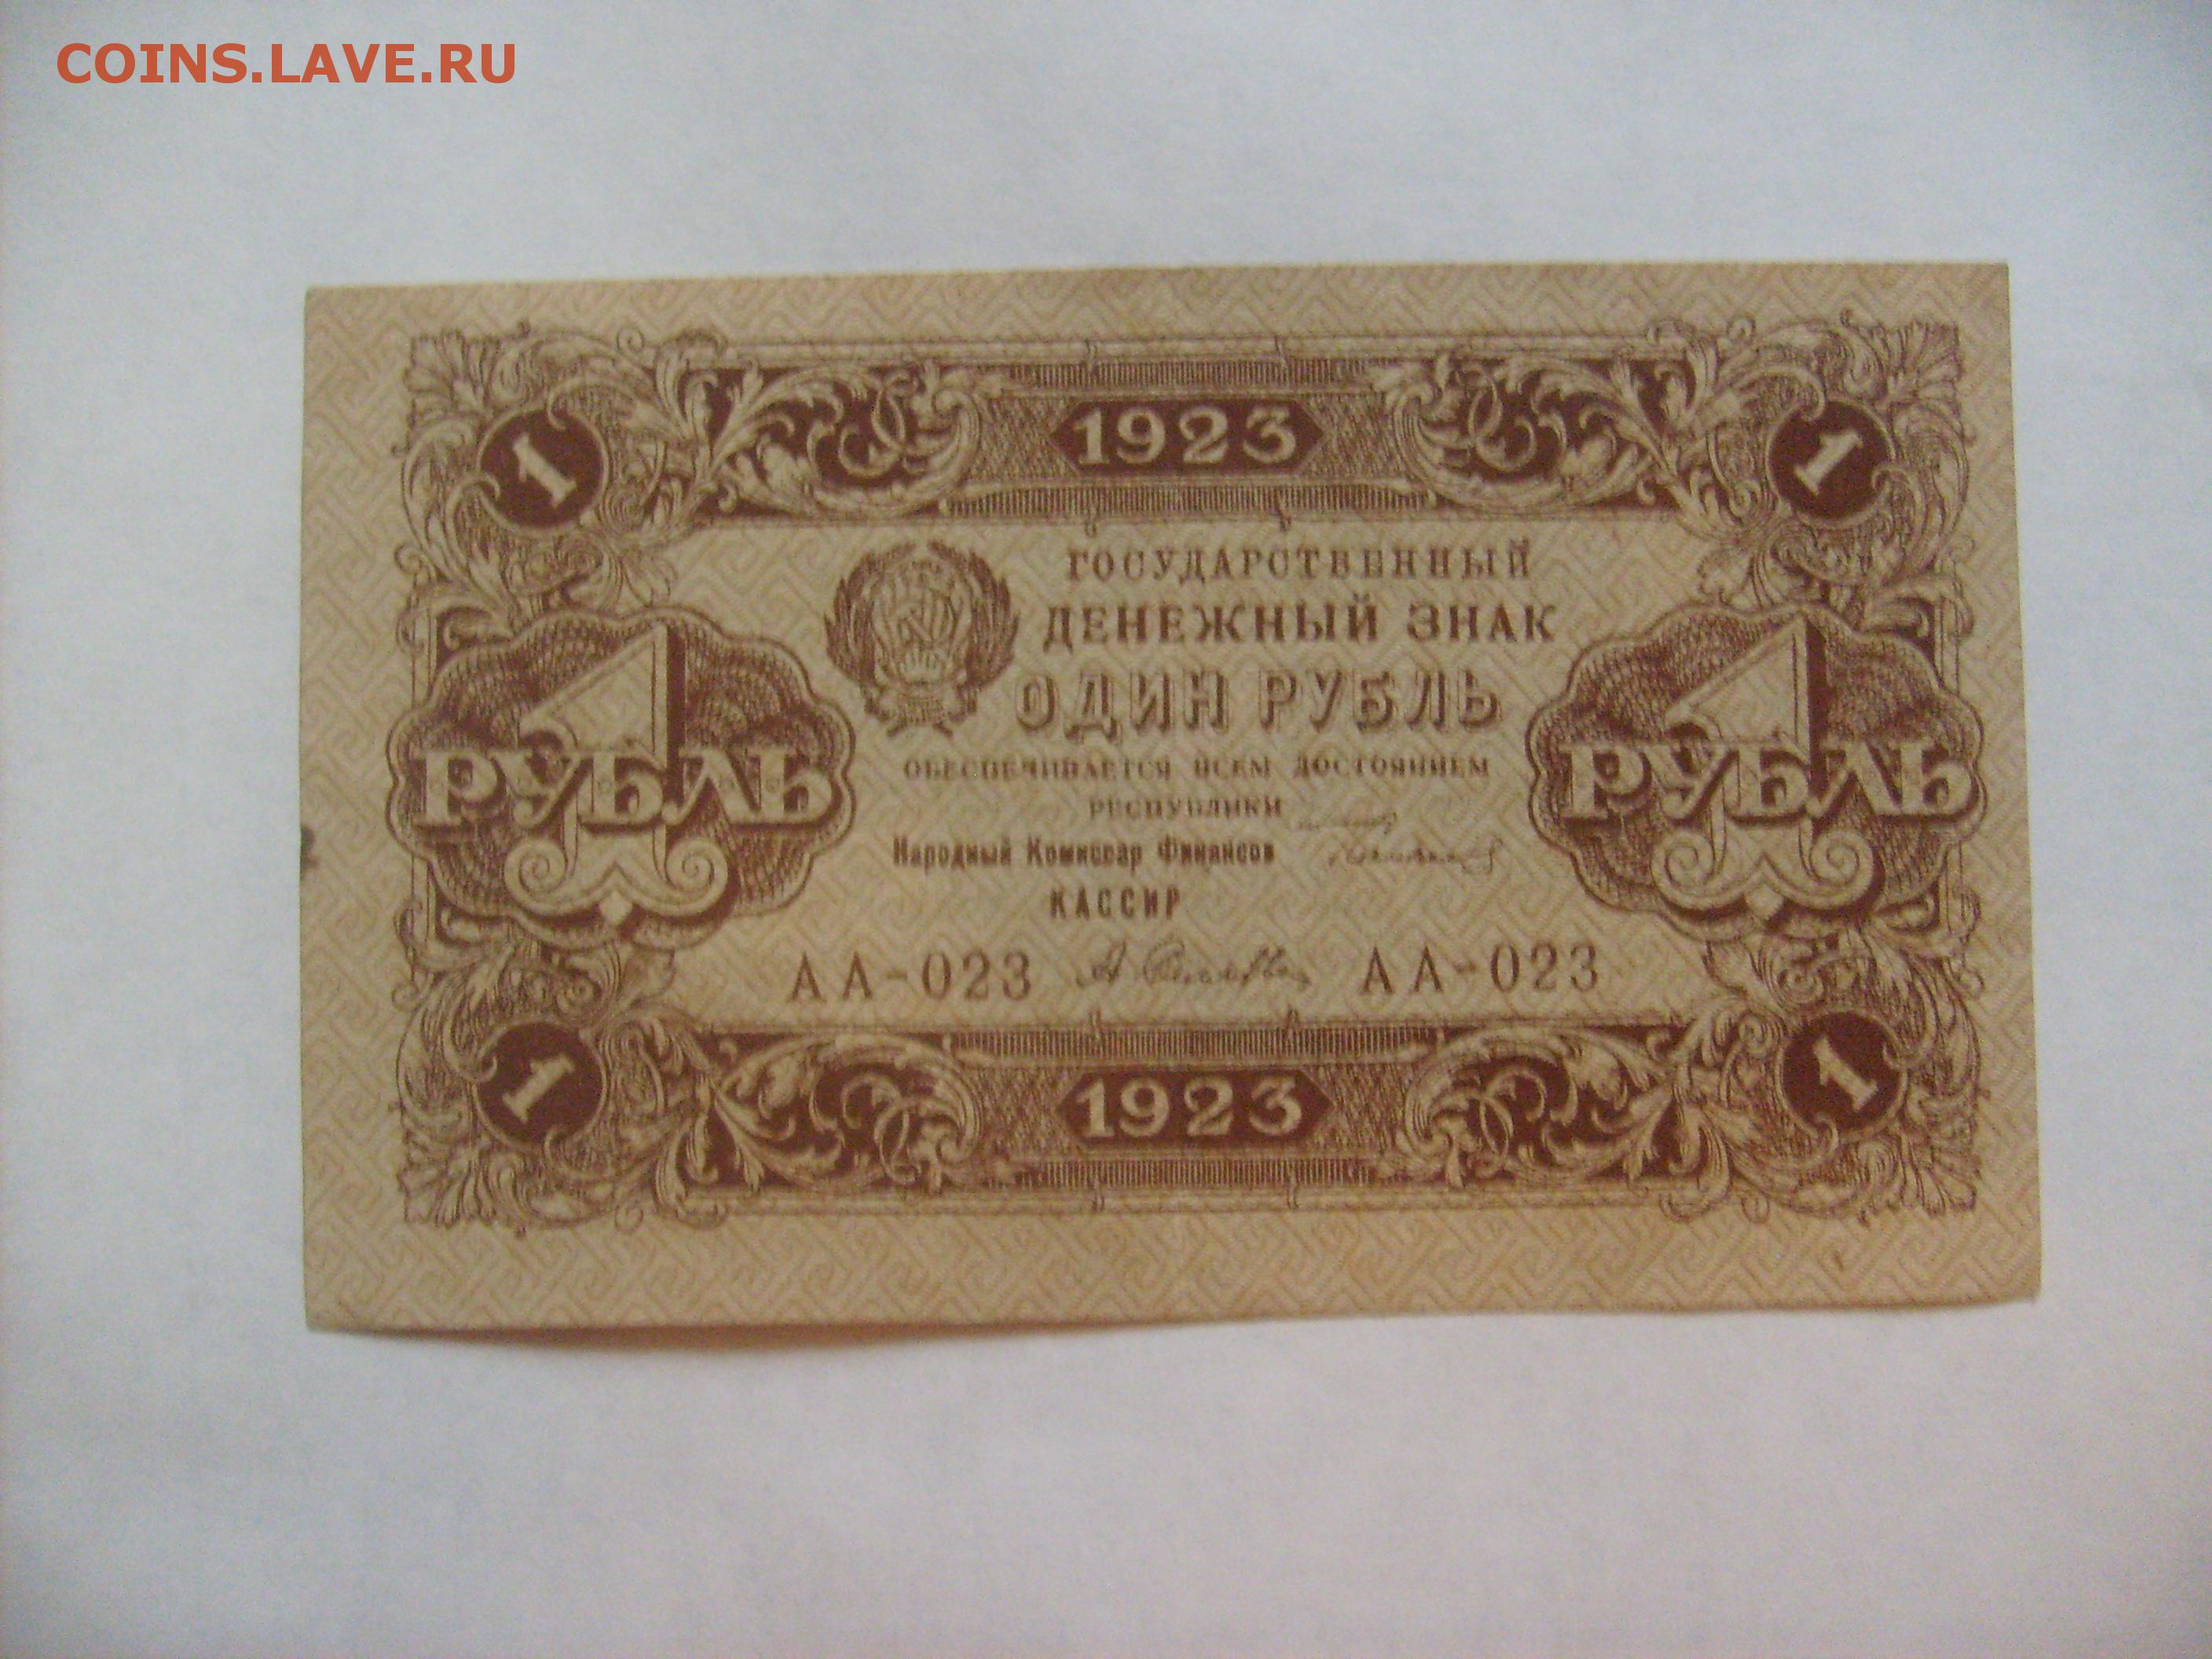 COINS.LAVE.RU
1 1923 1
ГОСУДАРСТВЕННЫЙ
ДЕНЕЖНЫЙ ЗНАК
ОДИН РУБЛЬ
1 РУБЛЬ
1 РУБЛЬ
ОБЕСПЕЧИВАЕТСЯ ВСЕМ ДОСТОЯНИЕМ
РЕСПУБЛИКИ
Народный Комиссар Финансов
КАССИР
АА-023 АА-023
1 1923 1